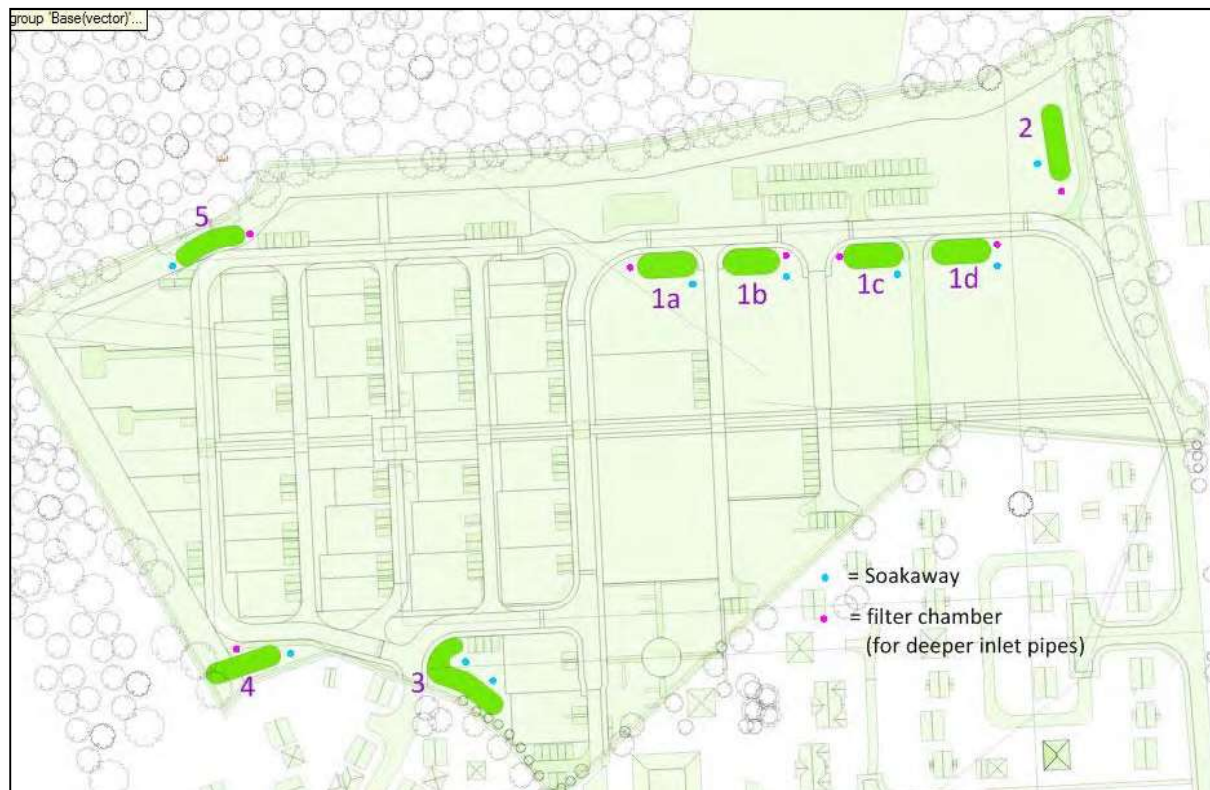 group 'Base(vector)'...
2
5
1a
1b
1c
1d
= Soakaway
= filter chamber
(for deeper inlet pipes)
4
3